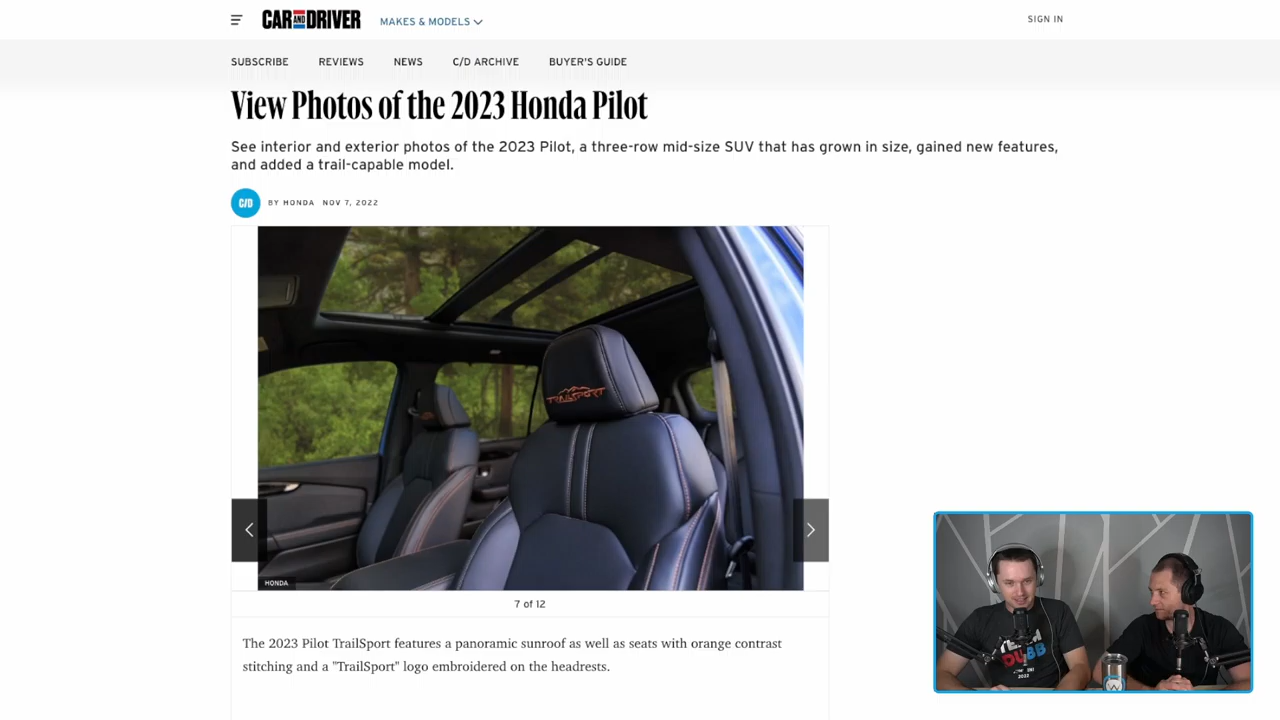 CAR AND DRIVER
MAKES & MODELS
SIGN IN
SUBSCRIBE
REVIEWS
NEWS
C/D ARCHIVE
BUYER'S GUIDE
View Photos of the 2023 Honda Pilot
See interior and exterior photos of the 2023 Pilot, a three-row mid-size SUV that has grown in size, gained new features,
and added a trail-capable model.
C/D
BY HONDA NOV 7, 2022
TRAILSPORT
HONDA
7 of 12
The 2023 Pilot TrailSport features a panoramic sunroof as well as seats with orange contrast
stitching and a "TrailSport" logo embroidered on the headrests.
TEAM
DUBB
2022